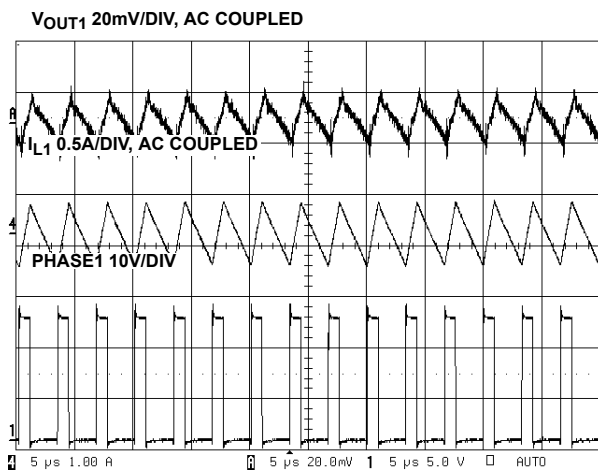 VOUT1 20mV/DIV, AC COUPLED
A
IL1 0.5A/DIV, AC COUPLED
4
PHASE1 10V/DIV
1
4 5 µs 1.00 A A 5 µs 20.0mV 1 5 µs 5.0 V AUTO